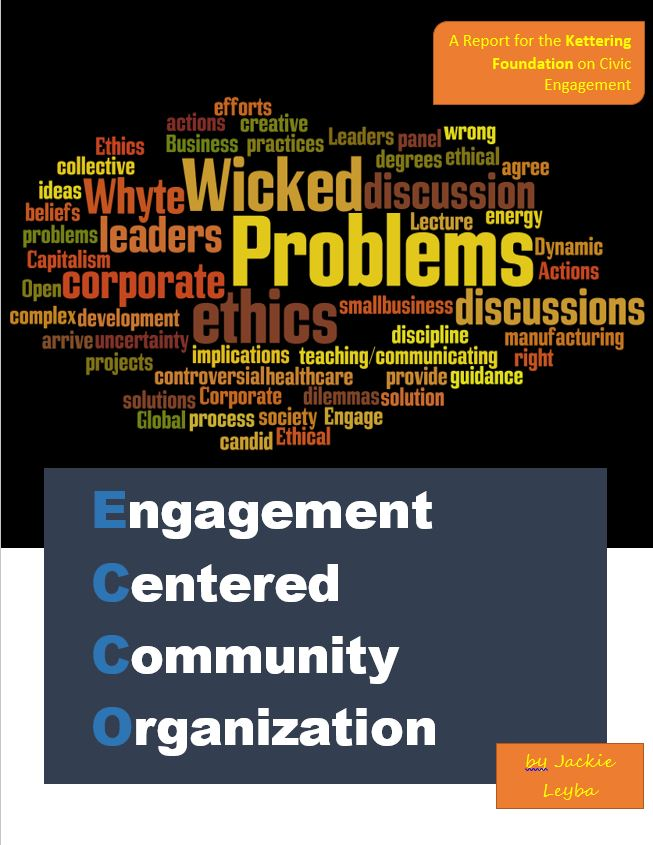 A Report for the Kettering
Foundation on Civic
Engagement
efforts
actions creative
Ethics Business practices Leaders panel wrong
collective degrees ethical agree
ideas Whyte Wicked discussion
beliefs Lecture energy
problems leaders Problems Dynamic
Capitalism Actions
Open corporate ethics smallbusiness discussions
complex development
arrive uncertainty discipline manufacturing
projects implications teaching/communicating right
controversial healthcare provide guidance
solutions Corporate dilemmas solution
Global process society Engage
candid Ethical
Engagement
Centered
Community
Organization
by Jackie
Leyba